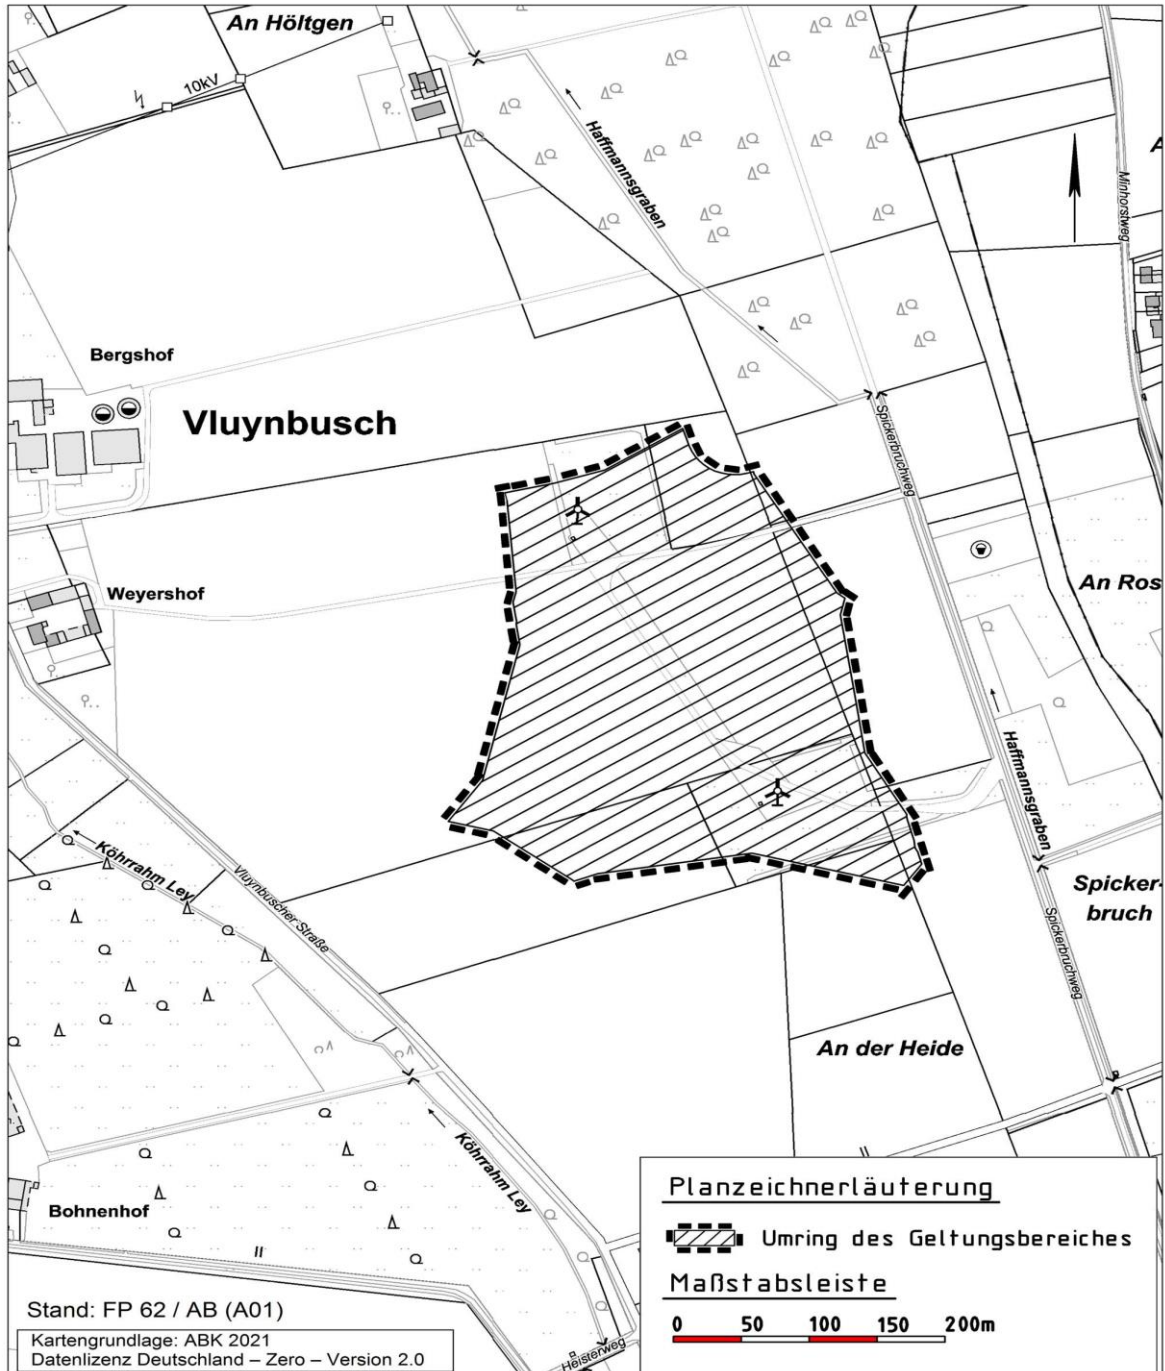 An Höltgen
10kV
Haffmannsgraben
Minhorstweg
A
Bergshof
Vluynbusch
Spickerbruchweg
Weyershof
An Ros
Haffmannsgraben
Köhrrahm Ley
Vluynbuscher Straße
Spicker-
bruch
Spickerbruchweg
An der Heide
Köhrrahm Ley
Bohnenhof
II
II
Heisterweg
Stand: FP 62 / AB (A01)
Kartengrundlage: ABK 2021
Datenlizenz Deutschland – Zero – Version 2.0
Planzeichnerläuterung
Umring des Geltungsbereiches
Maßstabsleiste
0 50 100 150 200m